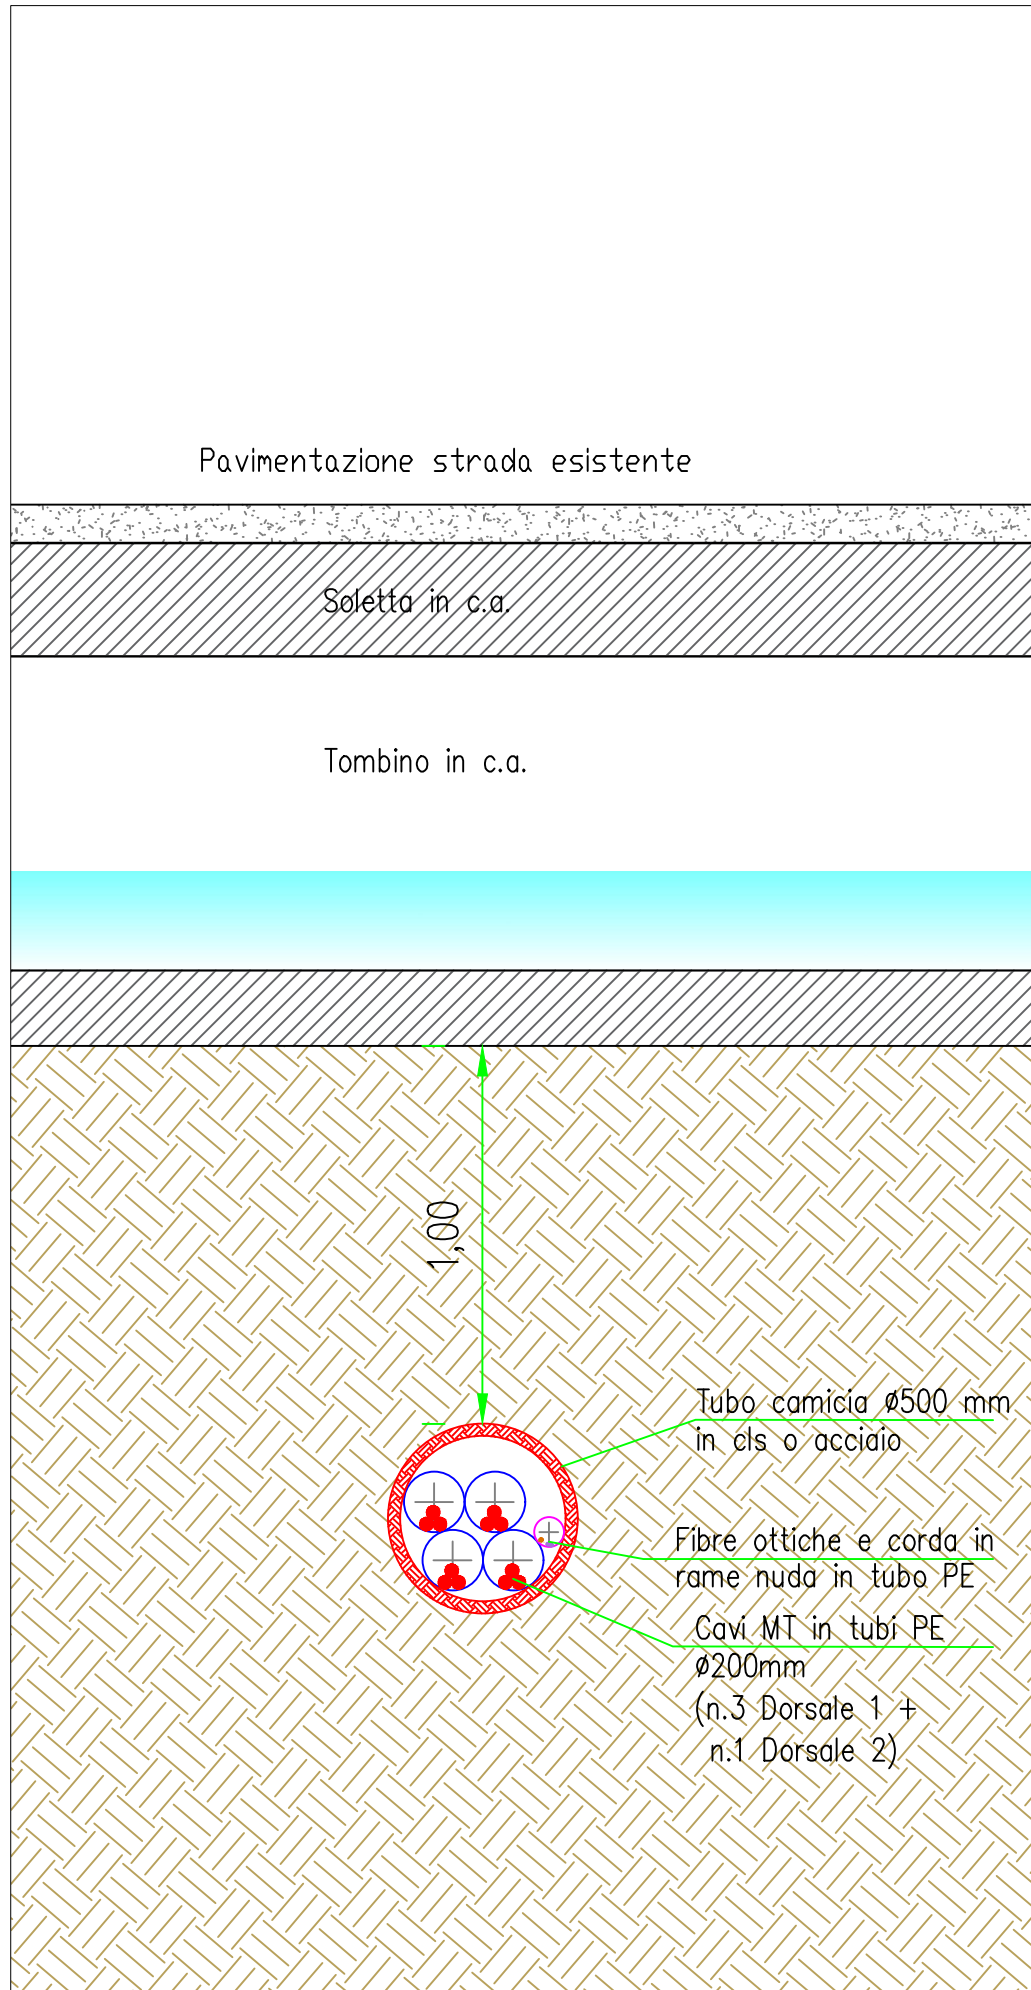 Pavimentazione strada esistente
Soletta in c.a.
Tombino in c.a.
1,00
Tubo camicia ø500 mm
in cls o acciaio
Fibre ottiche e corda in
rame nuda in tubo PE
Cavi MT in tubi PE
ø200mm
(n.3 Dorsale 1 +
n.1 Dorsale 2)